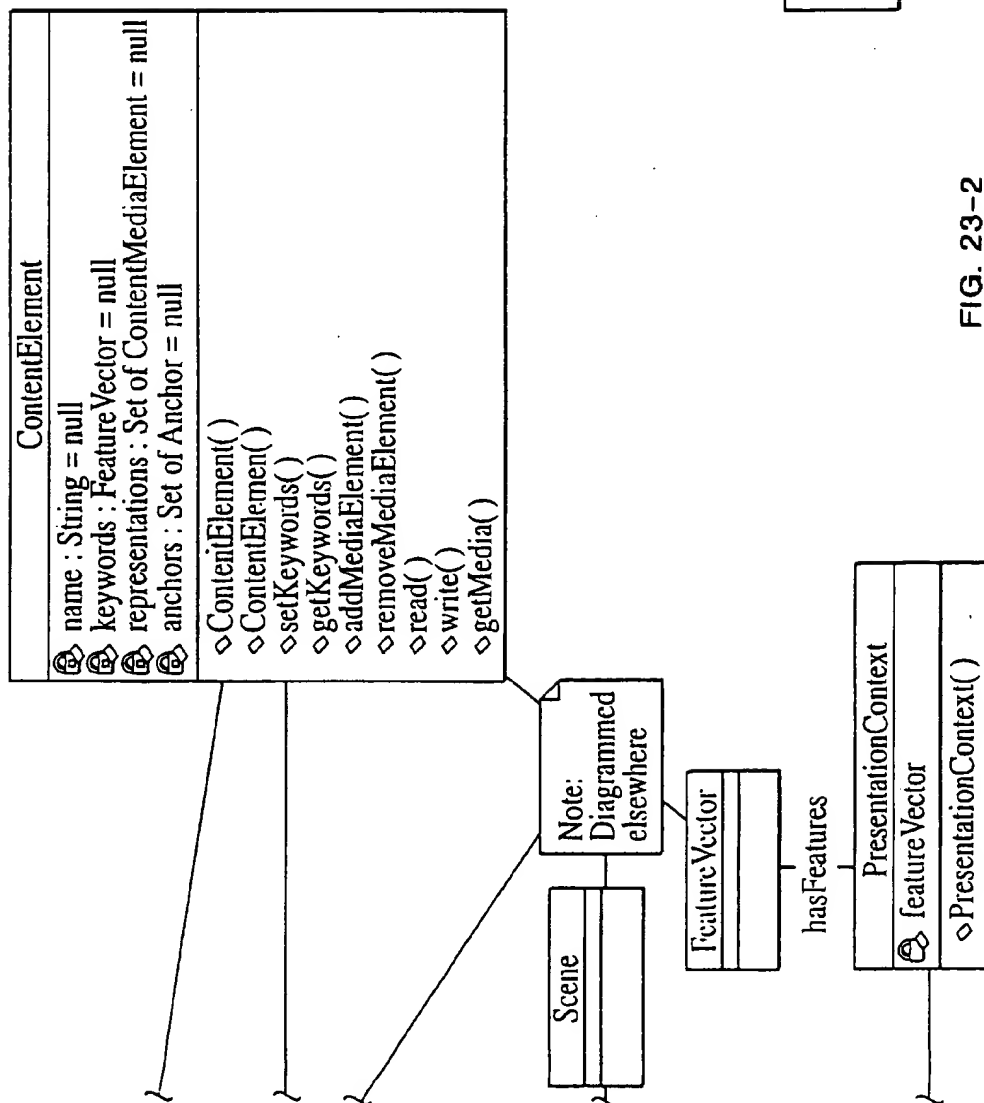 ContentElement
name : String = null
keywords : FeatureVector = null
representations : Set of ContentMediaElement = null
anchors : Set of Anchor = null
ContentElement( )
ContentElemen( )
setKeywords( )
getKeywords( )
addMediaElement( )
removeMediaElement( )
read( )
write( )
getMedia( )
Note:
Diagrammed
elsewhere
Scene
FeatureVector
hasFeatures
PresentationContext
featureVector
PresentationContext( )
FIG. 23-2